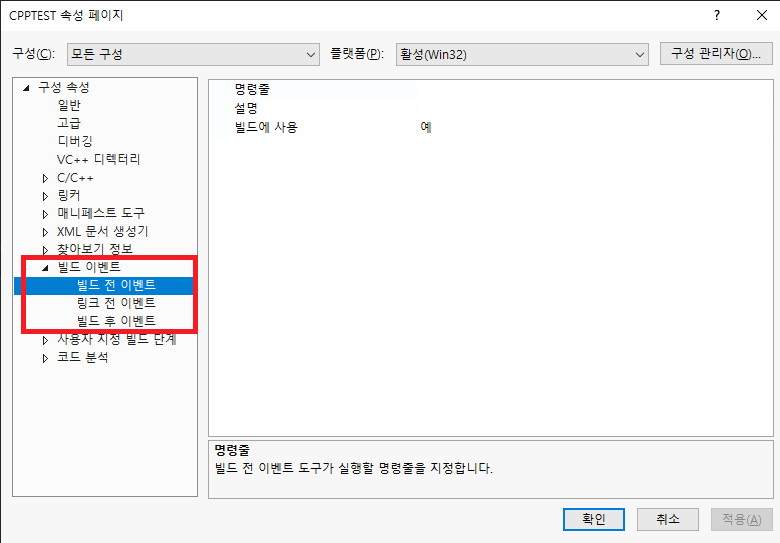 CPPTEST 속성 페이지
?
구성(C): 모든 구성 플랫폼(P): 활성(Win32) 구성 관리자(O)...
구성 속성
일반
고급
디버깅
VC++ 디렉터리
C/C++
링커
매니페스트 도구
XML 문서 생성기
찾아보기 정보
빌드 이벤트
빌드 전 이벤트
링크 전 이벤트
빌드 후 이벤트
사용자 지정 빌드 단계
코드 분석
명령줄
설명
빌드에 사용 예
명령줄
빌드 전 이벤트 도구가 실행할 명령줄을 지정합니다.
확인 취소 적용(A)